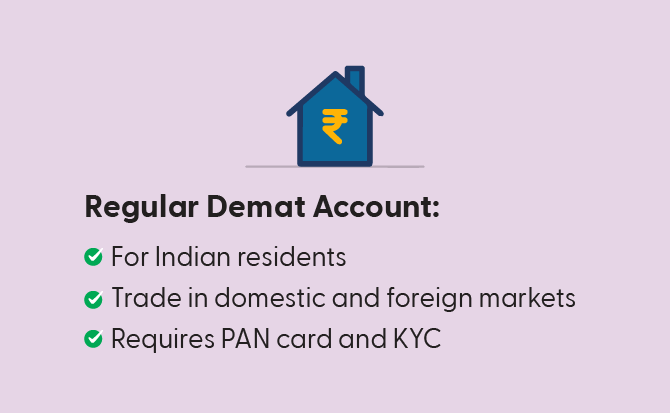 ₹
Regular Demat Account:
For Indian residents
Trade in domestic and foreign markets
Requires PAN card and KYC